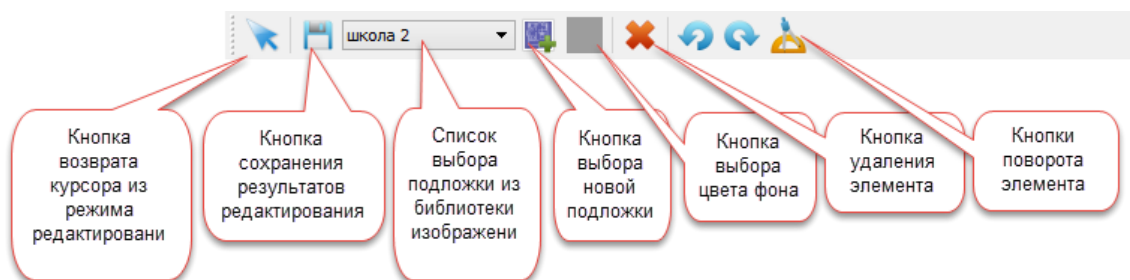 школа 2
Кнопка
возврата
курсора из
режима
редактировани
Кнопка
сохранения
результатов
редактирования
Список
выбора
подложки из
библиотеки
изображени
Кнопка
выбора
новой
подложки
Кнопка
выбора
цвета фона
Кнопка
удаления
элемента
Кнопки
поворота
элемента